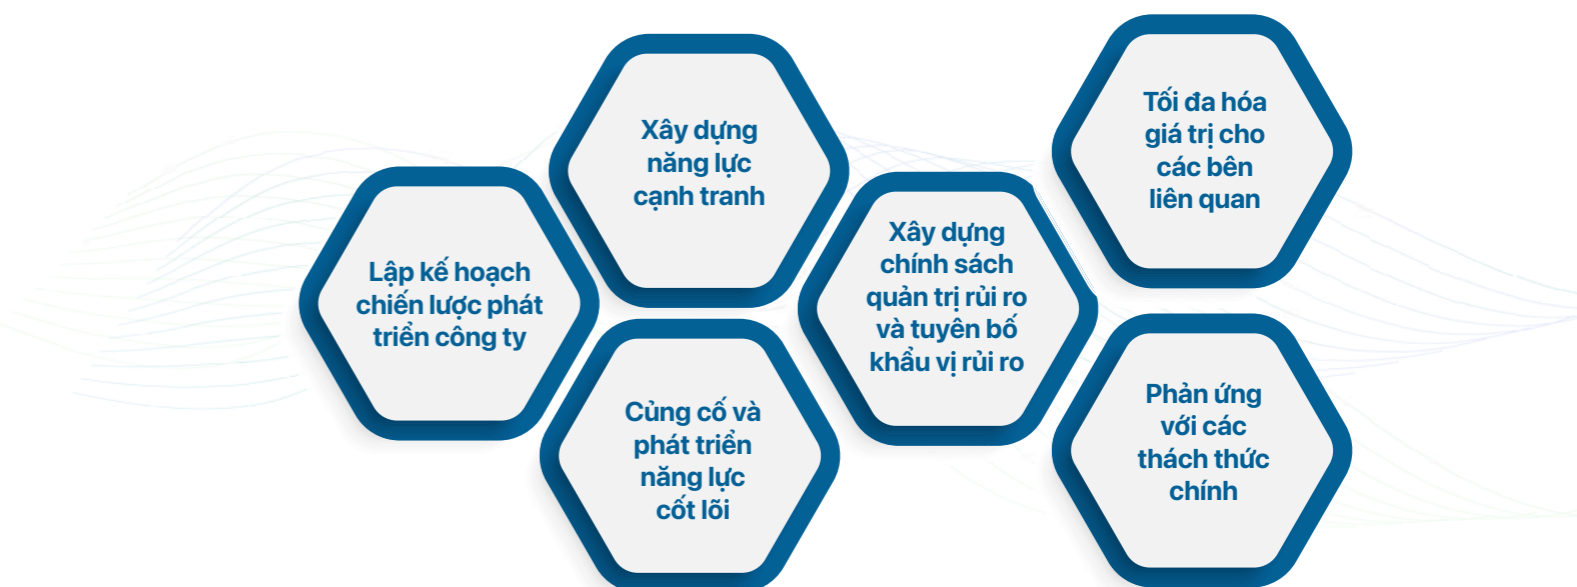 Lập kế hoạch
chiến lược phát
triển công ty
Xây dựng
năng lực
cạnh tranh
Củng cố và
phát triển
năng lực
cốt lõi
Xây dựng
chính sách
quản trị rủi ro
và tuyên bố
khẩu vị rủi ro
Tối đa hóa
giá trị cho
các bên
liên quan
Phản ứng
với các
thách thức
chính